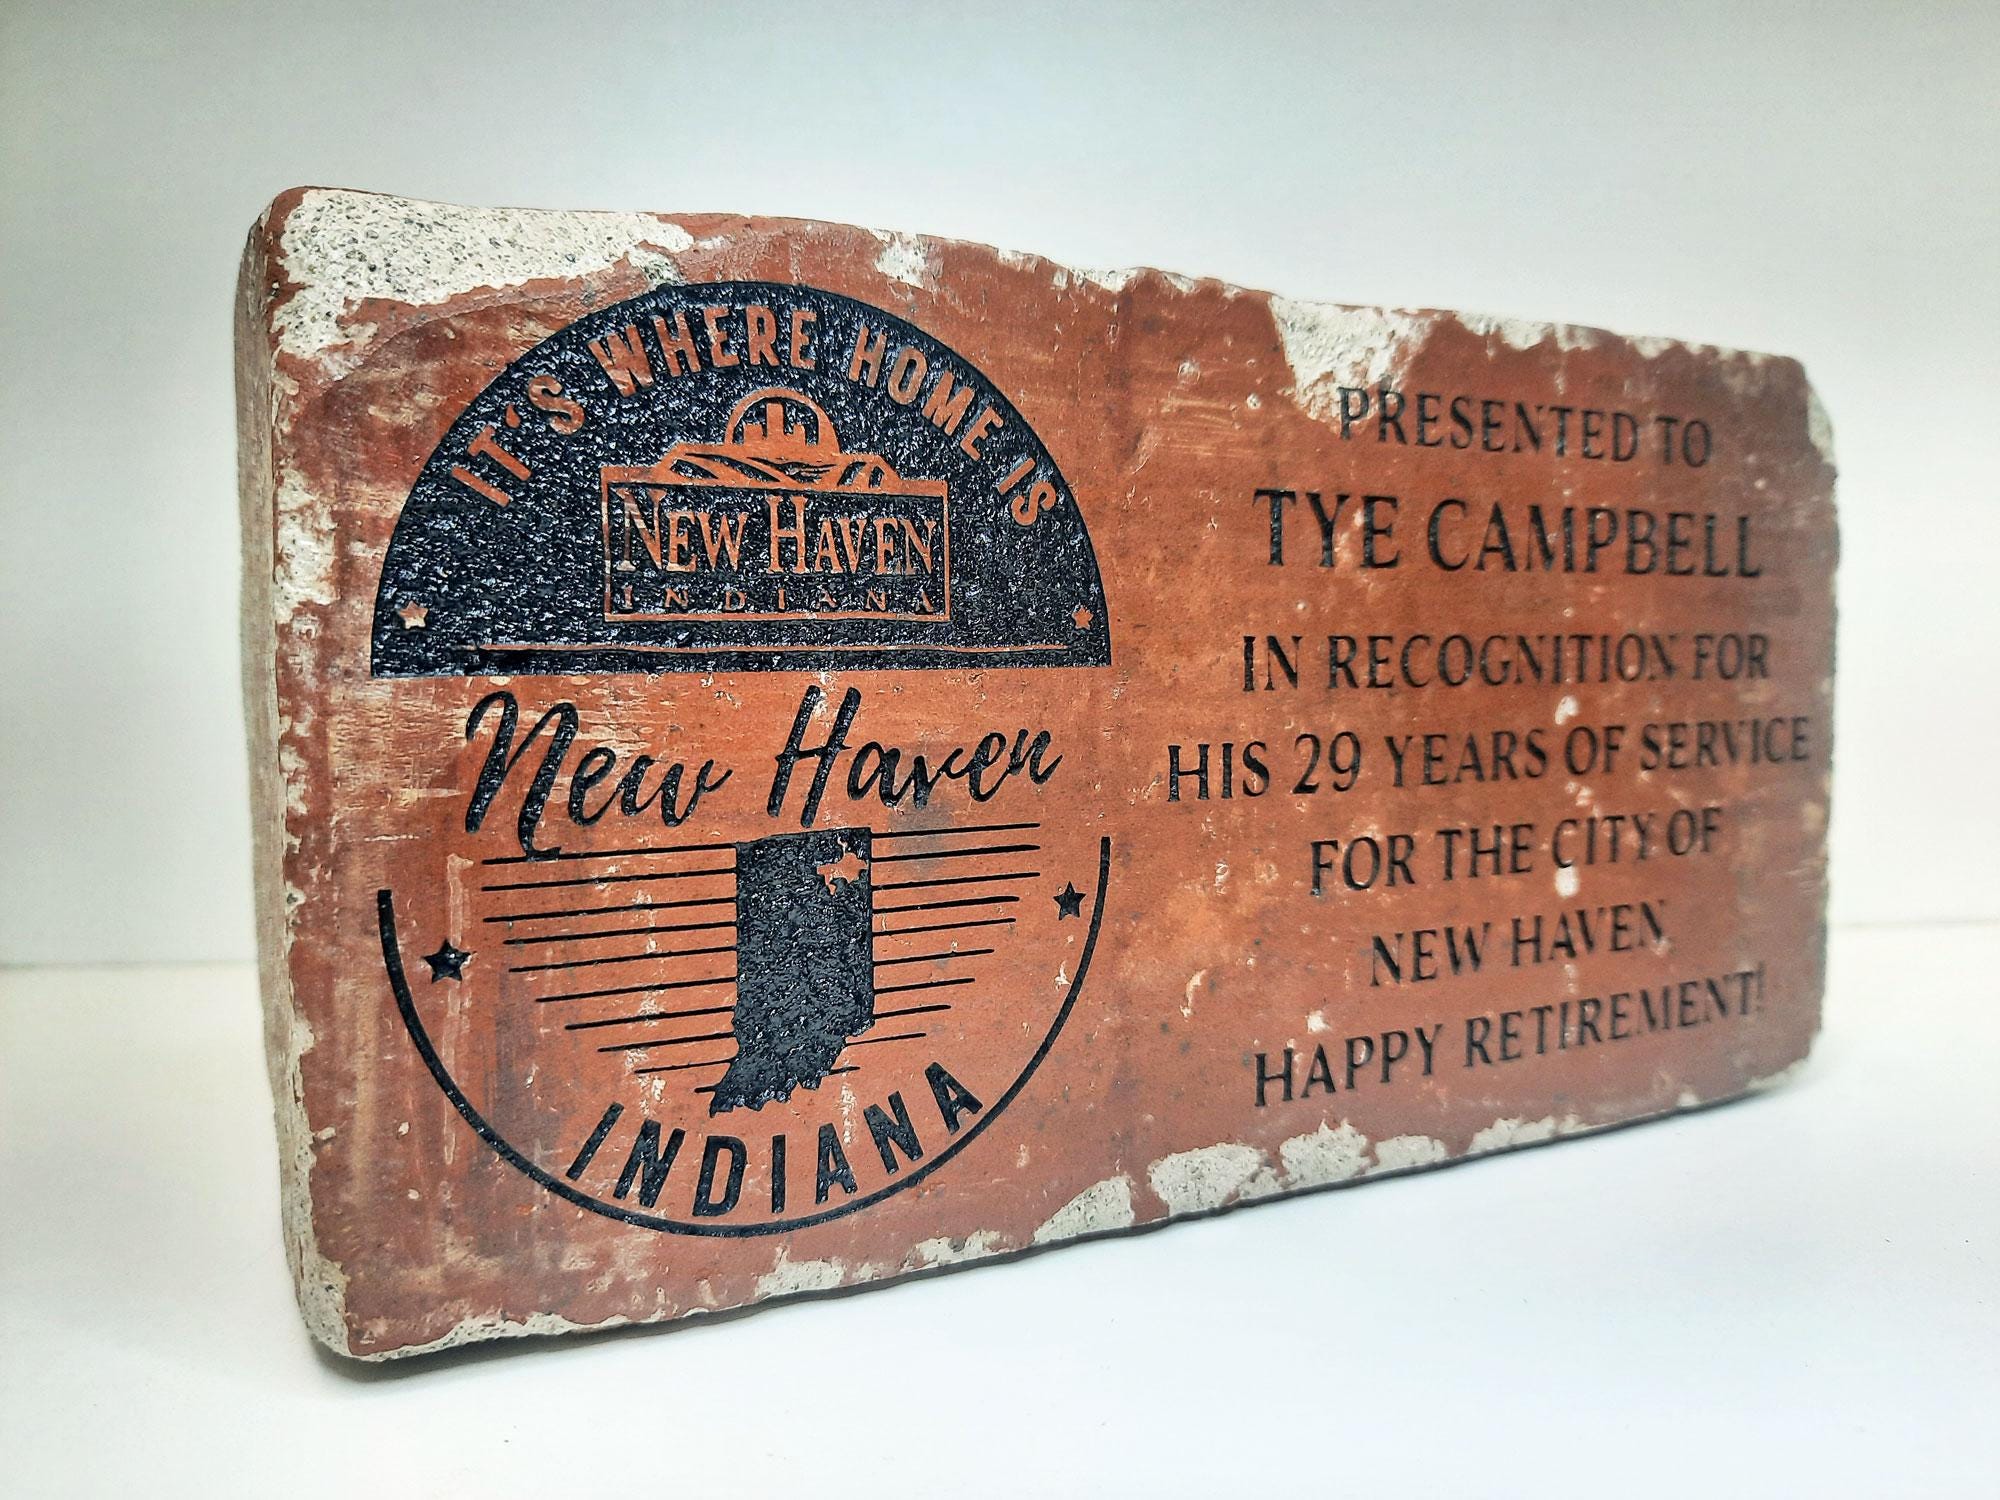 IT'S WHERE HOME IS
NEW HAVEN
INDIANA
New Haven
INDIANA
PRESENTED TO
TYE CAMPBELL
IN RECOGNITION FOR
HIS 29 YEARS OF SERVICE
FOR THE CITY OF
NEW HAVEN
HAPPY RETIREMENT!